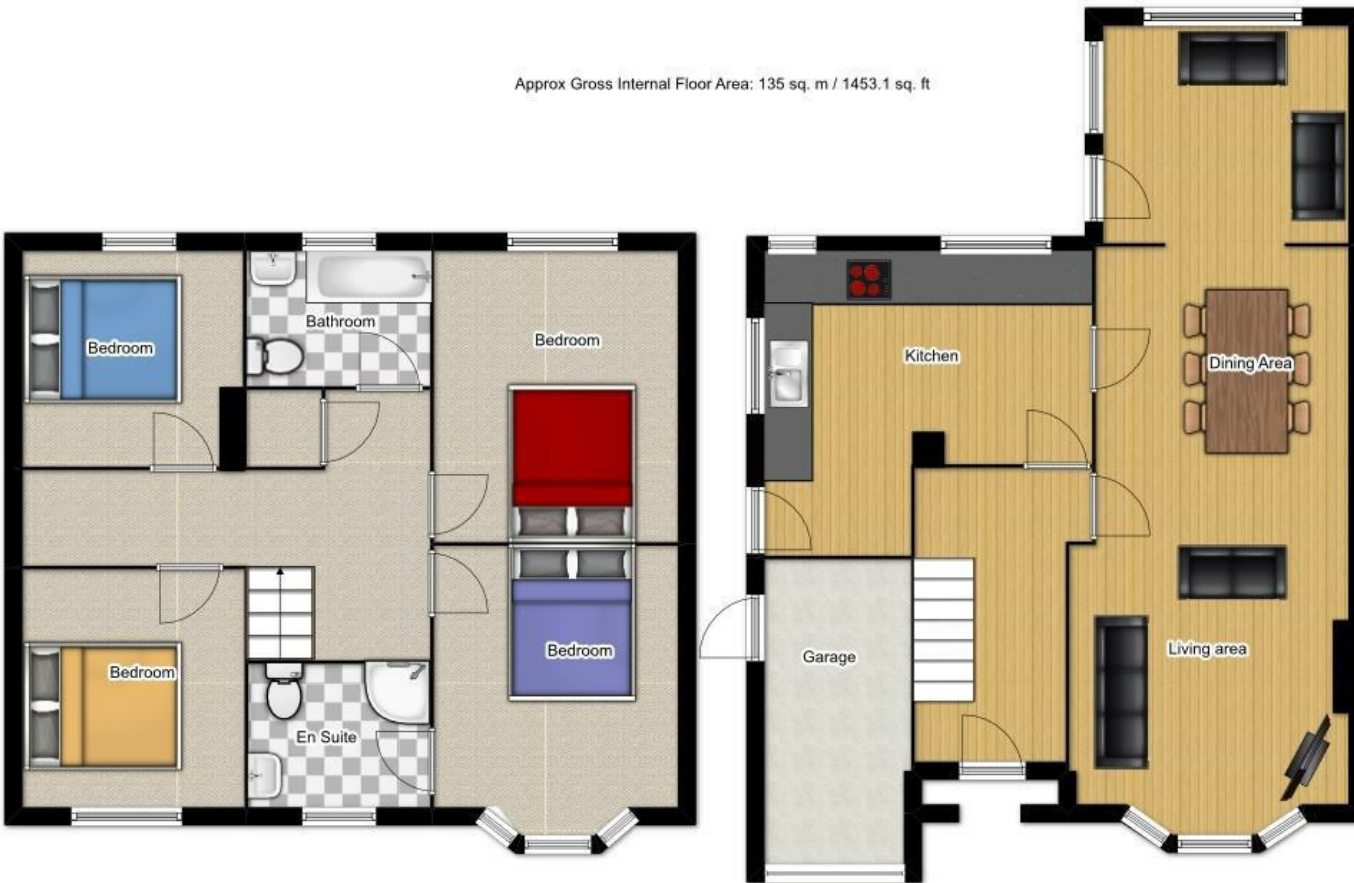 Approx Gross Internal Floor Area: 135 sq. m / 1453.1 sq. ft
Bedroom
Bathroom
Bedroom
Bedroom
En Suite
Bedroom
Kitchen
Dining Area
Garage
Living area